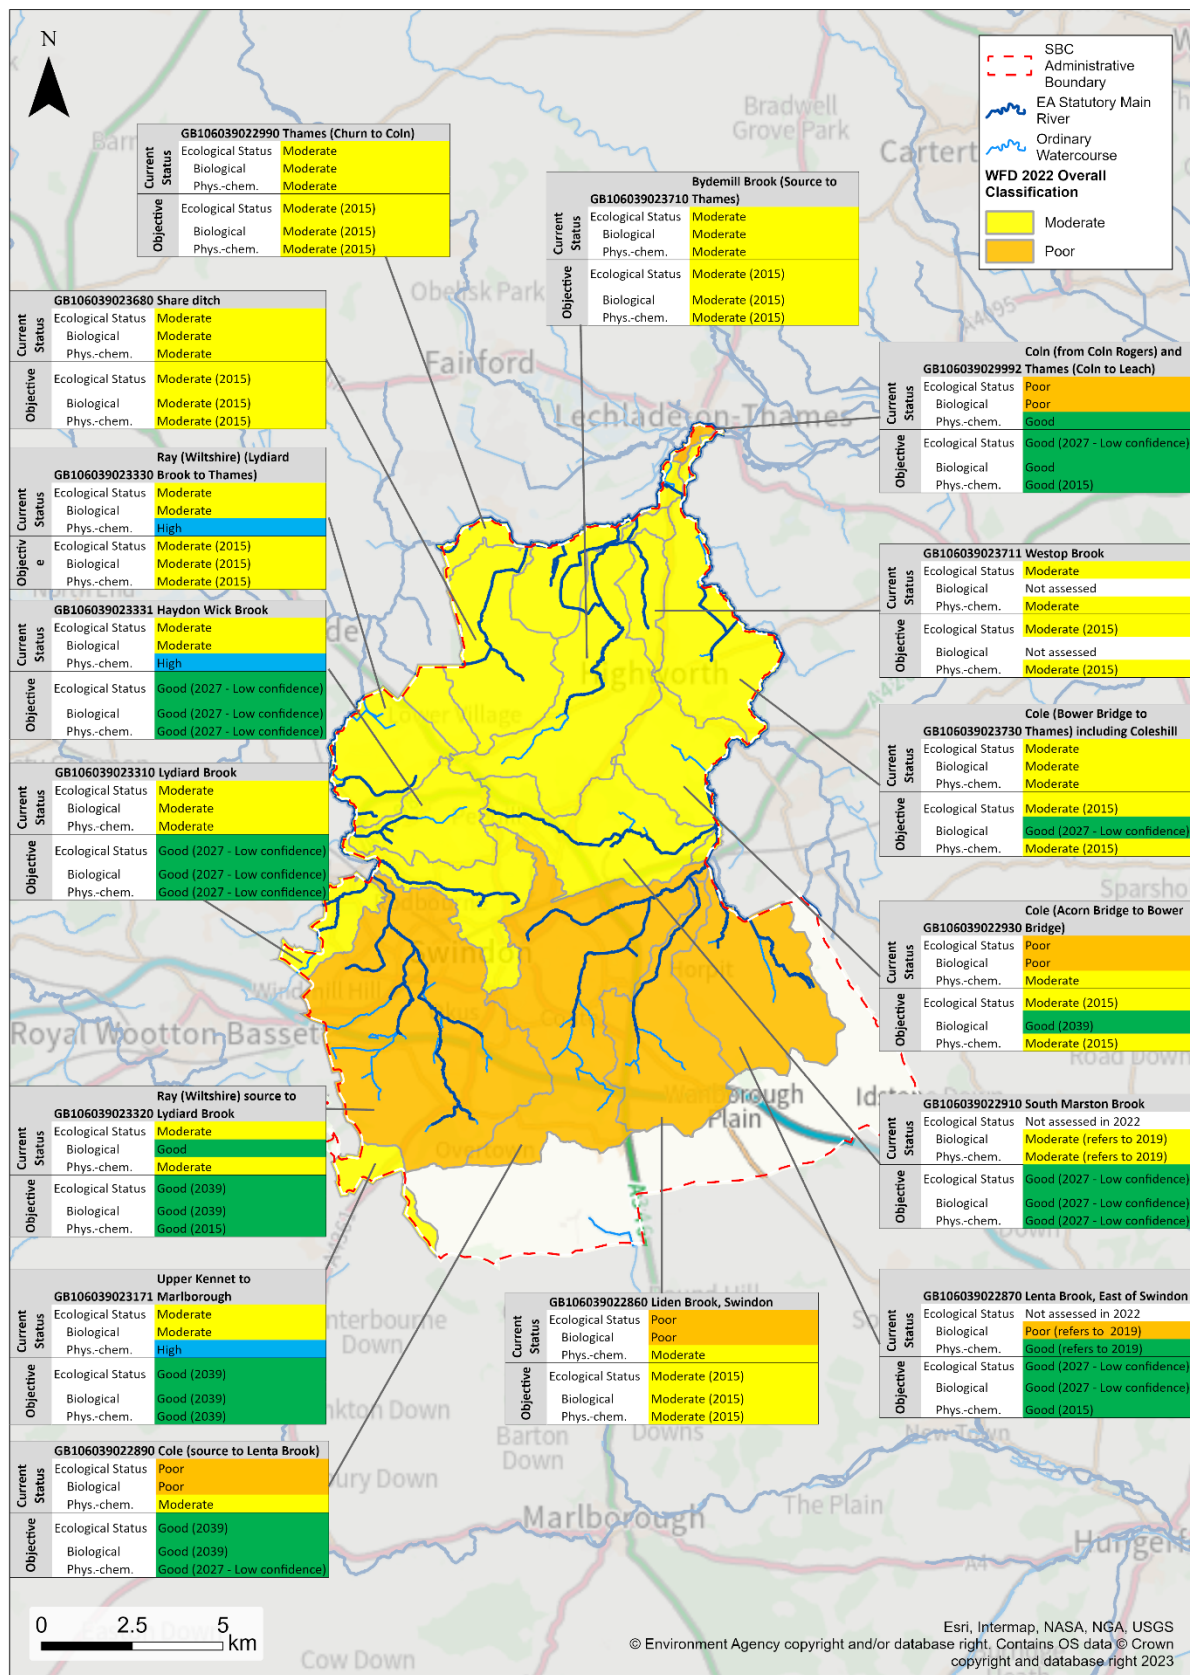 N
SBC
Administrative
Boundary
EA Statutory Main
River
Ordinary
Watercourse
WFD 2022 Overall
Classification
Moderate
Poor
GB106039022990 Thames (Churn to Coln)
Current Status
Ecological Status Moderate
Biological Moderate
Phys.-chem. Moderate
Objective
Ecological Status Moderate (2015)
Biological Moderate (2015)
Phys.-chem. Moderate (2015)
Bydemill Brook (Source to
GB106039023710 Thames)
Current Status
Ecological Status Moderate
Biological Moderate
Phys.-chem. Moderate
Objective
Ecological Status Moderate (2015)
Biological Moderate (2015)
Phys.-chem. Moderate (2015)
GB106039023680 Share ditch
Current Status
Ecological Status Moderate
Biological Moderate
Phys.-chem. Moderate
Objective
Ecological Status Moderate (2015)
Biological Moderate (2015)
Phys.-chem. Moderate (2015)
Coln (from Coln Rogers) and
GB106039029992 Thames (Coln to Leach)
Current Status
Ecological Status Poor
Biological Poor
Phys.-chem. Good
Objective
Ecological Status Good (2027 - Low confidence)
Biological Good
Phys.-chem. Good (2015)
Ray (Wiltshire) (Lydiard
GB106039023330 Brook to Thames)
Current Status
Ecological Status Moderate
Biological Moderate
Phys.-chem. High
Objective
Ecological Status Moderate (2015)
Biological Moderate (2015)
Phys.-chem. Moderate (2015)
GB106039023711 Westop Brook
Current Status
Ecological Status Moderate
Biological Not assessed
Phys.-chem. Moderate
Objective
Ecological Status Moderate (2015)
Biological Not assessed
Phys.-chem. Moderate (2015)
GB106039023331 Haydon Wick Brook
Current Status
Ecological Status Moderate
Biological Moderate
Phys.-chem. High
Objective
Ecological Status Good (2027 - Low confidence)
Biological Good (2027 - Low confidence)
Phys.-chem. Good (2027 - Low confidence)
Cole (Bower Bridge to
GB106039023730 Thames) including Coleshill
Current Status
Ecological Status Moderate
Biological Moderate
Phys.-chem. Moderate
Objective
Ecological Status Moderate (2015)
Biological Good (2027 - Low confidence)
Phys.-chem. Moderate (2015)
GB106039023310 Lydiard Brook
Current Status
Ecological Status Moderate
Biological Moderate
Phys.-chem. Moderate
Objective
Ecological Status Good (2027 - Low confidence)
Biological Good (2027 - Low confidence)
Phys.-chem. Good (2027 - Low confidence)
Cole (Acorn Bridge to Bower
GB106039022930 Bridge)
Current Status
Ecological Status Poor
Biological Poor
Phys.-chem. Moderate
Objective
Ecological Status Moderate (2015)
Biological Good (2039)
Phys.-chem. Moderate (2015)
Ray (Wiltshire) source to
GB106039023320 Lydiard Brook
Current Status
Ecological Status Moderate
Biological Good
Phys.-chem. Moderate
Objective
Ecological Status Good (2039)
Biological Good (2039)
Phys.-chem. Good (2015)
GB106039022910 South Marston Brook
Current Status
Ecological Status Not assessed in 2022
Biological Moderate (refers to 2019)
Phys.-chem. Moderate (refers to 2019)
Objective
Ecological Status Good (2027 - Low confidence)
Biological Good (2027 - Low confidence)
Phys.-chem. Good (2027 - Low confidence)
Upper Kennet to
GB106039023171 Marlborough
Current Status
Ecological Status Moderate
Biological Moderate
Phys.-chem. High
Objective
Ecological Status Good (2039)
Biological Good (2039)
Phys.-chem. Good (2039)
GB106039022860 Liden Brook, Swindon
Current Status
Ecological Status Poor
Biological Poor
Phys.-chem. Moderate
Objective
Ecological Status Moderate (2015)
Biological Moderate (2015)
Phys.-chem. Moderate (2015)
GB106039022870 Lenta Brook, East of Swindon
Current Status
Ecological Status Not assessed in 2022
Biological Poor (refers to 2019)
Phys.-chem. Good (refers to 2019)
Objective
Ecological Status Good (2027 - Low confidence)
Biological Good (2027 - Low confidence)
Phys.-chem. Good (2015)
GB106039022890 Cole (source to Lenta Brook)
Current Status
Ecological Status Poor
Biological Poor
Phys.-chem. Moderate
Objective
Ecological Status Good (2039)
Biological Good (2039)
Phys.-chem. Good (2027 - Low confidence)
Bradwell
Grove Park
Obelisk Park
A4095
Fairford
Lechlade-on-Thames
Highworth
Swindon
Horpit
Royal Wootton Basset
Wanborough
Plain
Overtown
Road Down
Barton
Down
Downs
Marlborough
The Plain
New Town
A4
Cow Down
0 2.5 5
km
Esri, Intermap, NASA, NGA, USGS
© Environment Agency copyright and/or database right. Contains OS data © Crown
copyright and database right 2023